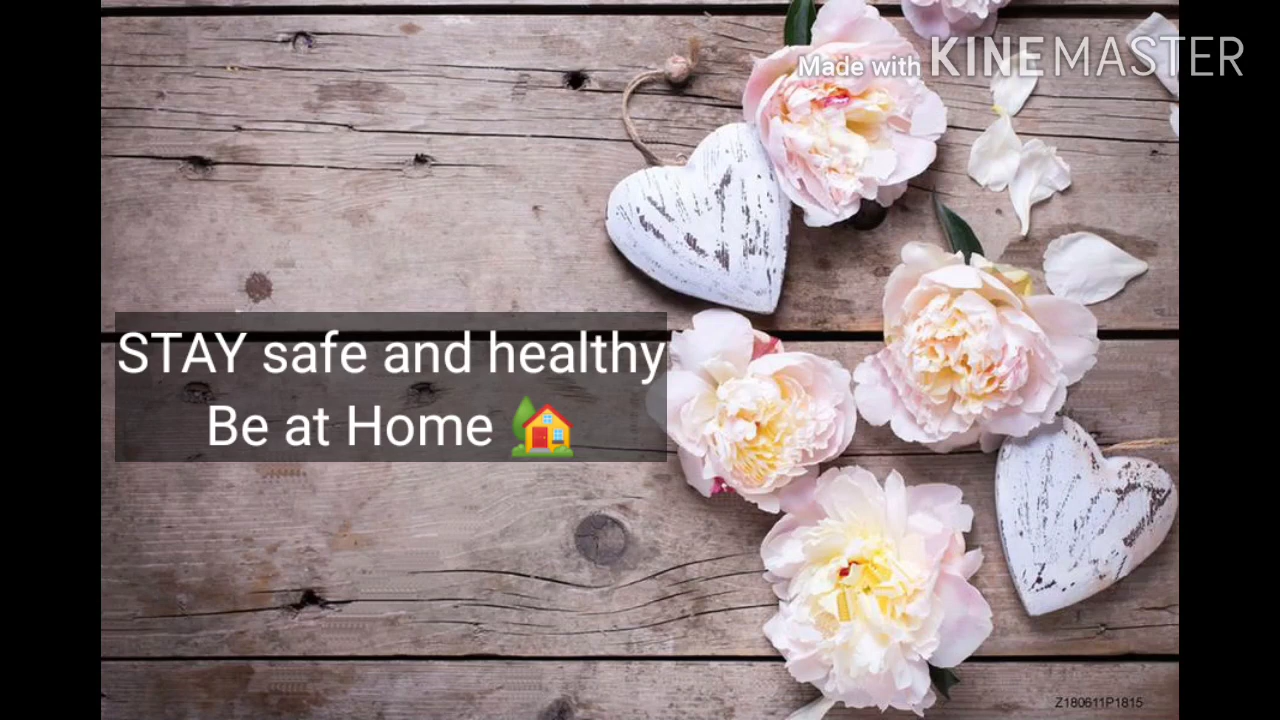 Made with KINEMASTER
STAY safe and healthy
Be at Home 🏡
Z180611P1815